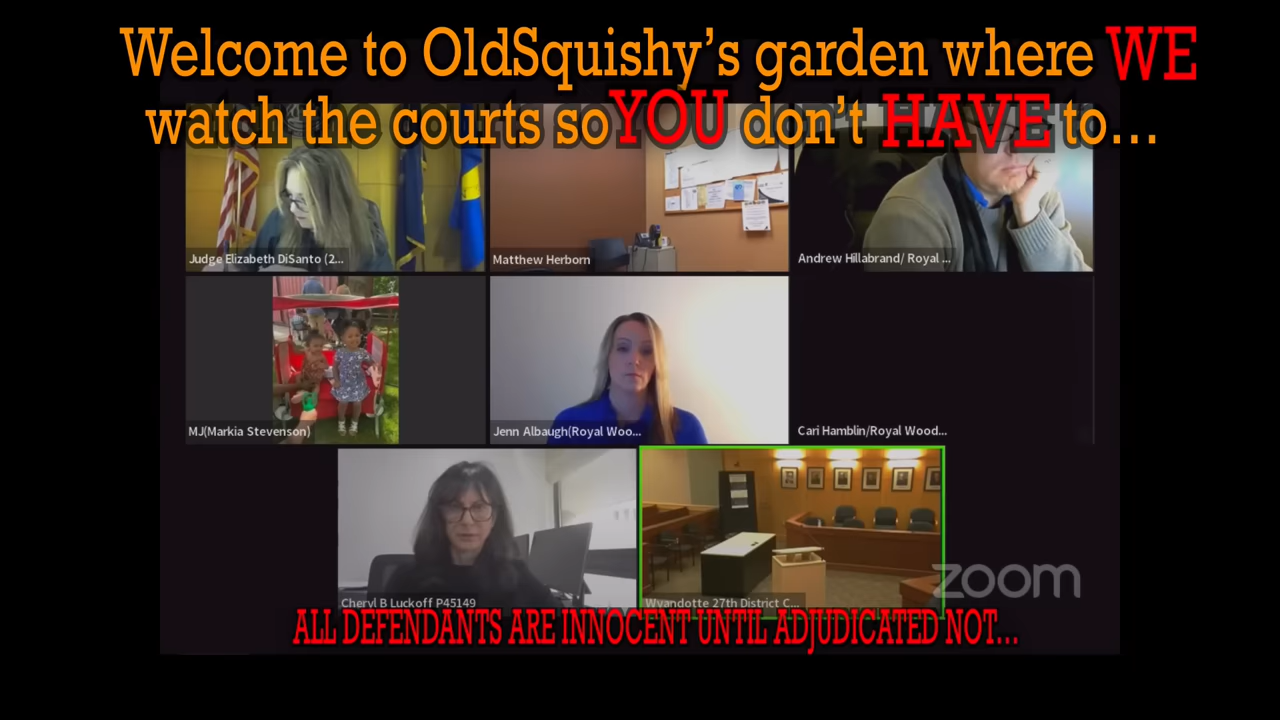 Welcome to OldSquishy's garden where WE
watch the courts so YOU don't HAVE to...
Judge Elizabeth DiSanto (2...
Matthew Herborn
Andrew Hillabrand/ Royal ...
MJ(Markia Stevenson)
Jenn Albaugh(Royal Woo...
Cari Hamblin/Royal Wood...
Cheryl B Luckoff P45149
Wyandotte 27th District C...
zoom
ALL DEFENDANTS ARE INNOCENT UNTIL ADJUDICATED NOT...